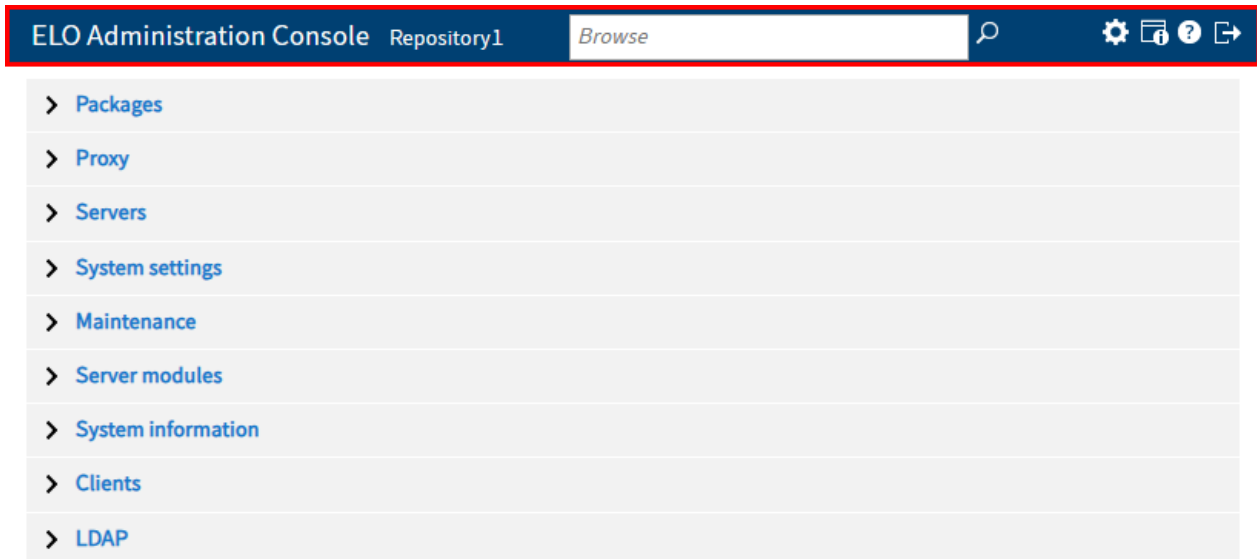 ELO Administration Console Repository1 Browse
Packages
Proxy
Servers
System settings
Maintenance
Server modules
System information
Clients
LDAP